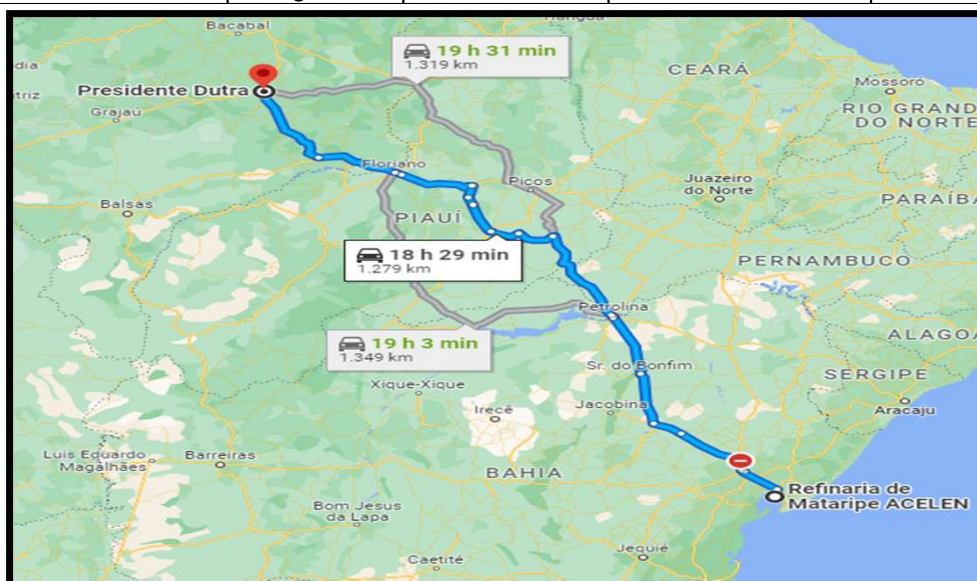 Bacabal
19 h 31 min
1.319 km
CEARÁ
Mossoró
Presidente Dutra
Grajaú
RIO GRAND
DO NORTE
Floriano
Picos
Juazeiro
do Norte
Balsas
PARAÍBA
PIAUÍ
18 h 29 min
1.279 km
PERNAMBUCO
Petrolina
19 h 3 min
1.349 km
ALAGOA
Sr. do Bonfim
SERGIPE
Xique-Xique
Jacobina
Irecê
Aracaju
Luis Eduardo
Magalhães
Barreiras
BAHIA
Refinaria de
Mataripe ACELEN
Bom Jesus
da Lapa
Jequié
Caetité